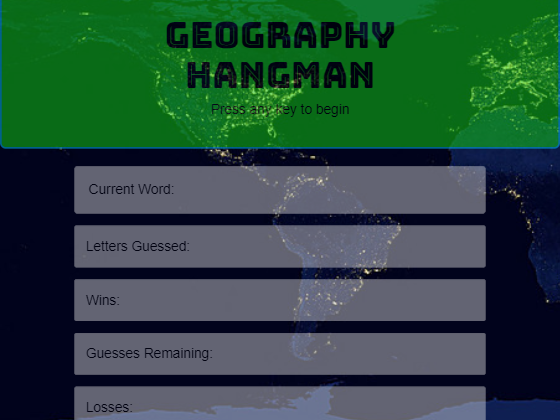 GEOGRAPHY
HANGMAN
Press any key to begin
Current Word:
Letters Guessed:
Wins:
Guesses Remaining:
Losses: